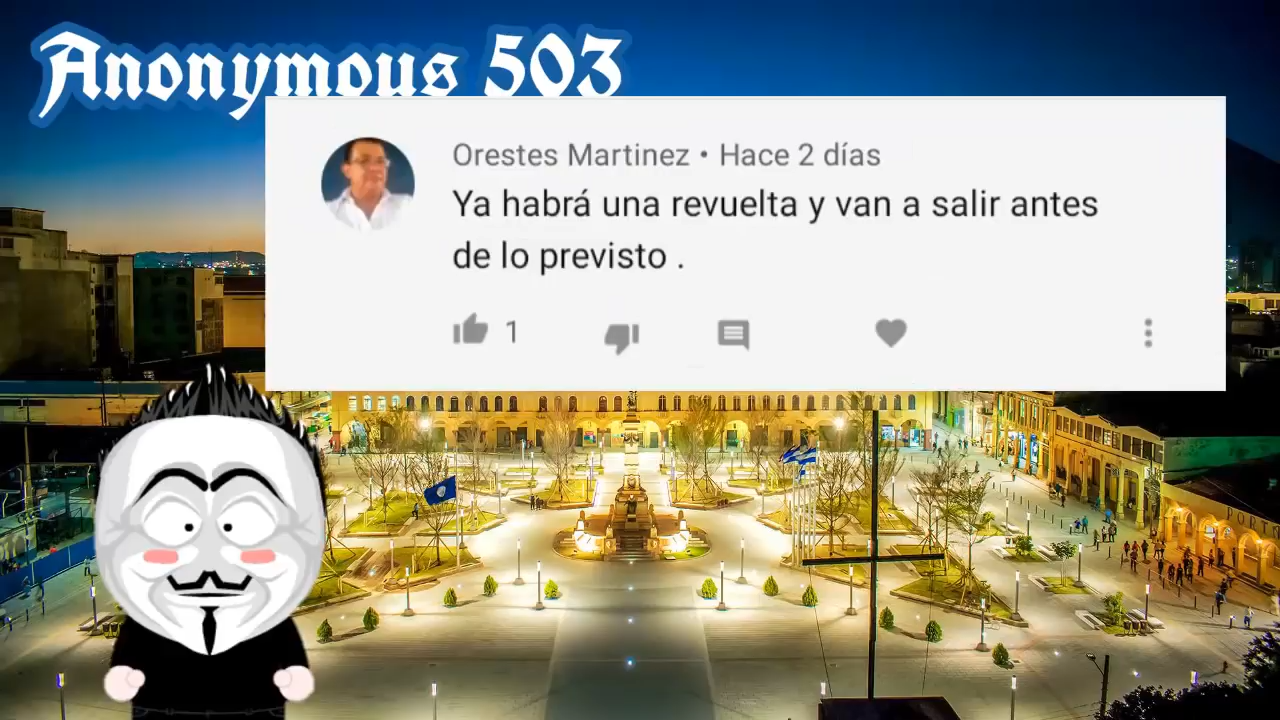 Anonymous 503
Orestes Martinez • Hace 2 días
Ya habrá una revuelta y van a salir antes
de lo previsto .
1